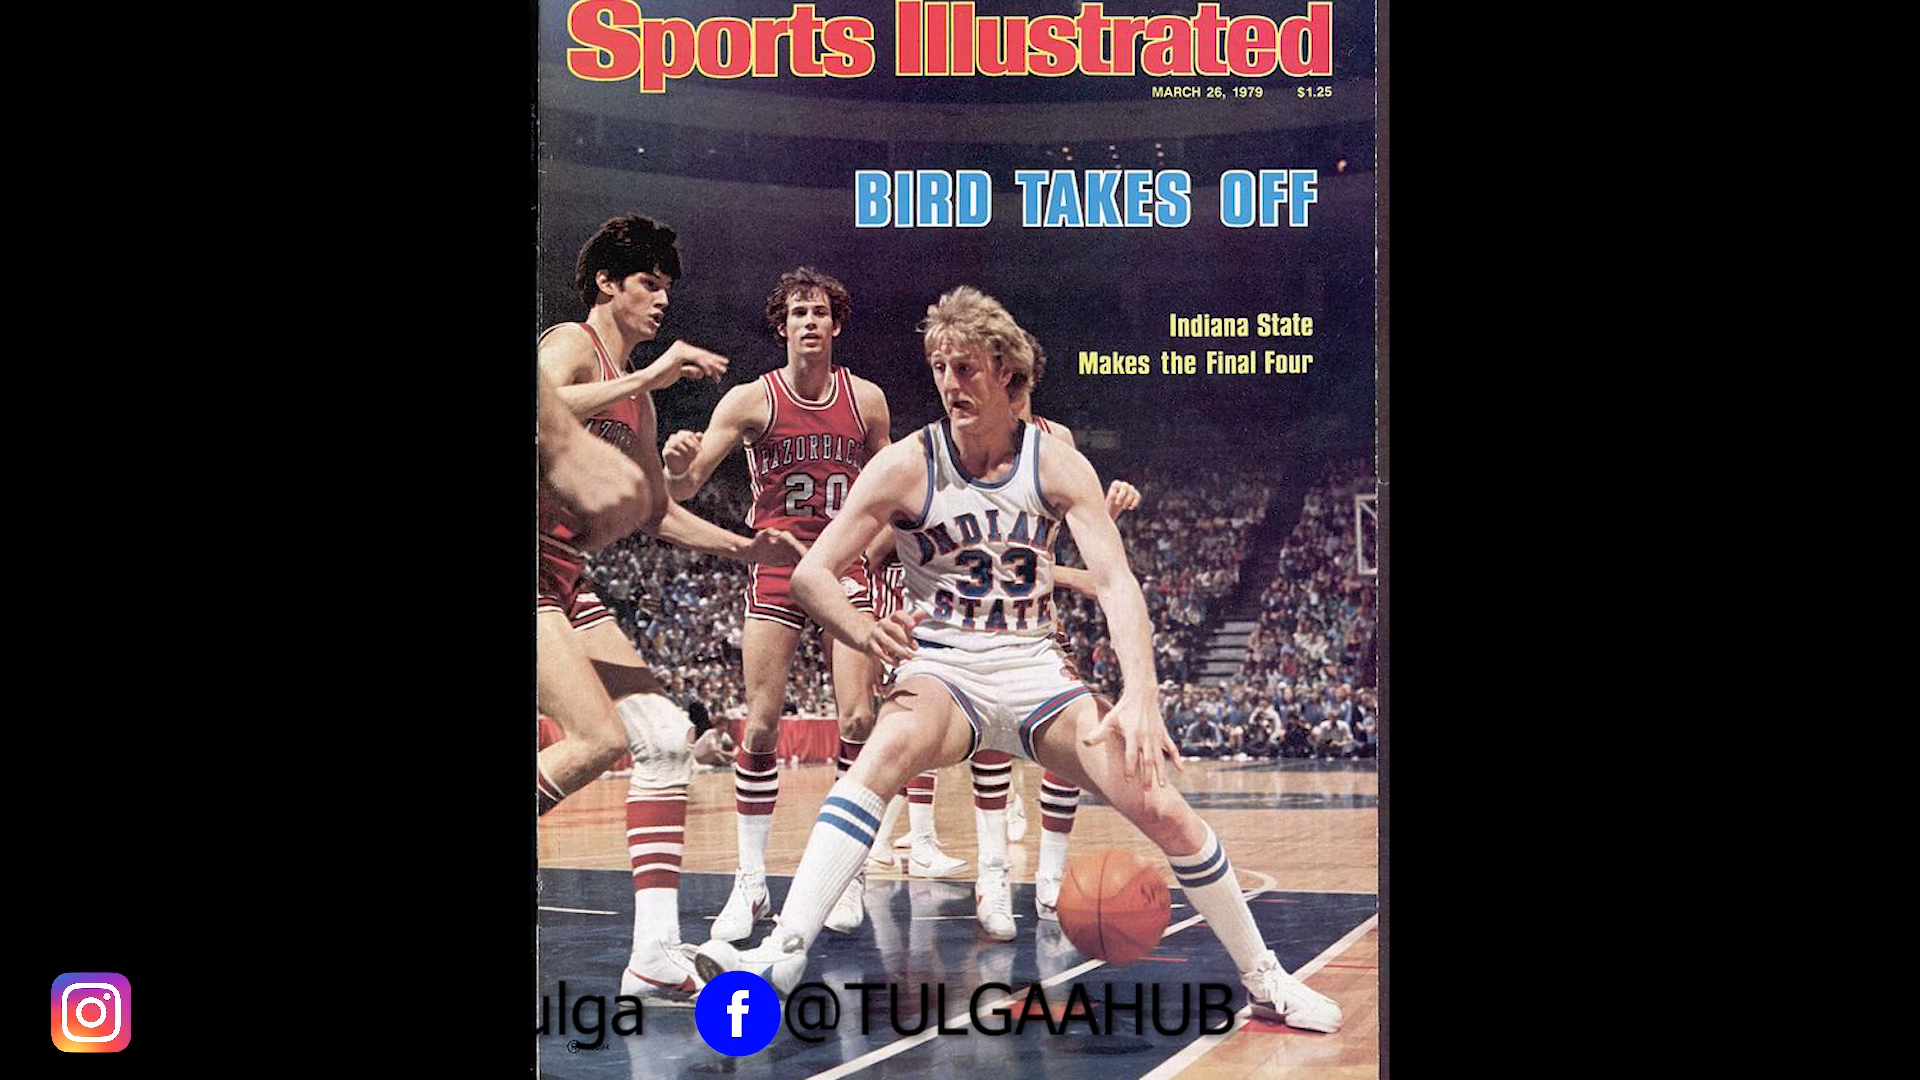 Sports Illustrated
MARCH 26, 1979 $1.25
BIRD TAKES OFF
Indiana State
Makes the Final Four
RAZORBAC
20
INDIANA
33
STATE
ulga f @TULGAAHUB